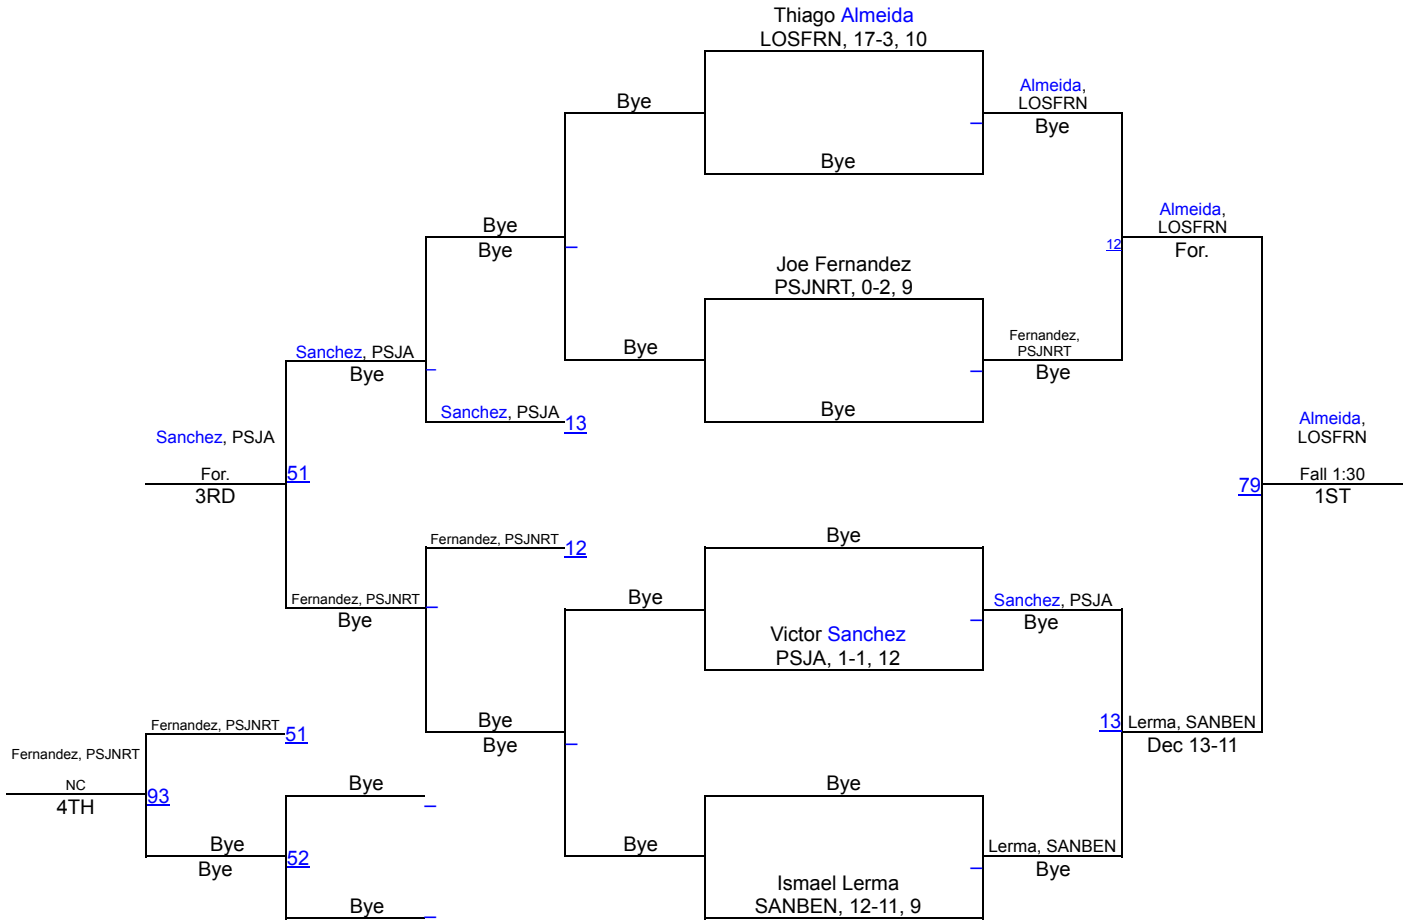 Thiago Almeida
LOSFRN, 17-3, 10
Bye
Almeida,
LOSFRN
Bye
Bye
Bye
Bye
Almeida,
LOSFRN
12
For.
Joe Fernandez
PSJNRT, 0-2, 9
Bye
Fernandez,
PSJNRT
Bye
Sanchez, PSJA
Bye
Bye
Sanchez, PSJA
13
Sanchez, PSJA
For.
51
3RD
Almeida,
LOSFRN
Fall 1:30
79
1ST
Fernandez, PSJNRT
12
Bye
Fernandez, PSJNRT
Bye
Bye
Sanchez, PSJA
Bye
Victor Sanchez
PSJA, 1-1, 12
Bye
Bye
13
Lerma, SANBEN
Dec 13-11
Fernandez, PSJNRT
51
Fernandez, PSJNRT
NC
93
4TH
Bye
Bye
Bye
Bye
52
Bye
Lerma, SANBEN
Bye
Ismael Lerma
SANBEN, 12-11, 9
Bye